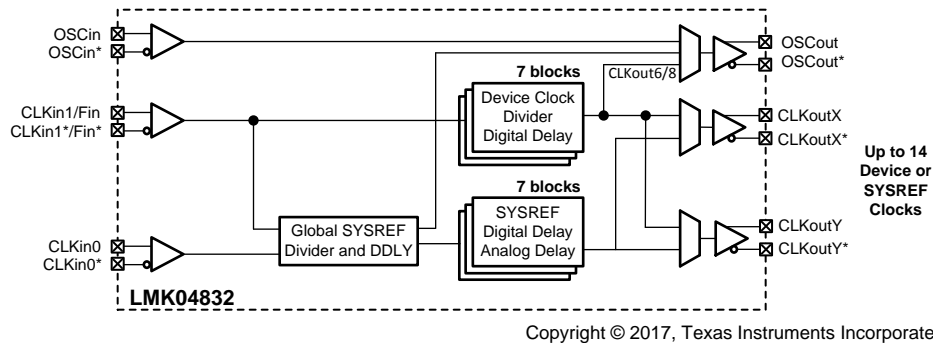 OSCin
OSCin*
OSCout
OSCout*
7 blocks
CLKout6/8
CLKin1/Fin
CLKin1*/Fin*
Device Clock
Divider
Digital Delay
CLKoutX
CLKoutX*
Up to 14
Device or
SYSREF
Clocks
7 blocks
SYSREF
Digital Delay
Analog Delay
Global SYSREF
Divider and DDLY
CLKin0
CLKin0*
CLKoutY
CLKoutY*
LMK04832
Copyright © 2017, Texas Instruments Incorporate